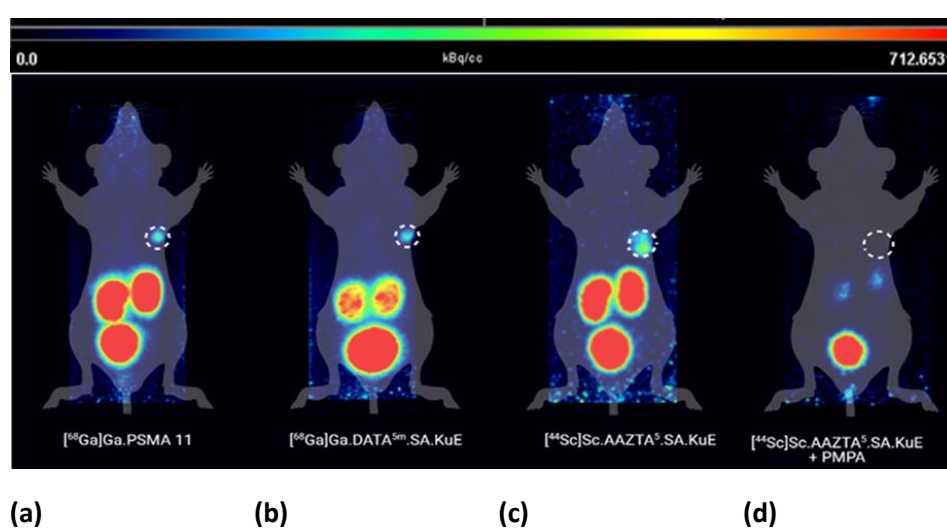 0.0 kBq/cc 712.653
[⁶⁸Ga]Ga.PSMA 11 [⁶⁸Ga]Ga.DATA⁵ᵐ.SA.KuE [⁴⁴Sc]Sc.AAZTA⁵.SA.KuE [⁴⁴Sc]Sc.AAZTA⁵.SA.KuE
+ PMPA
(a) (b) (c) (d)